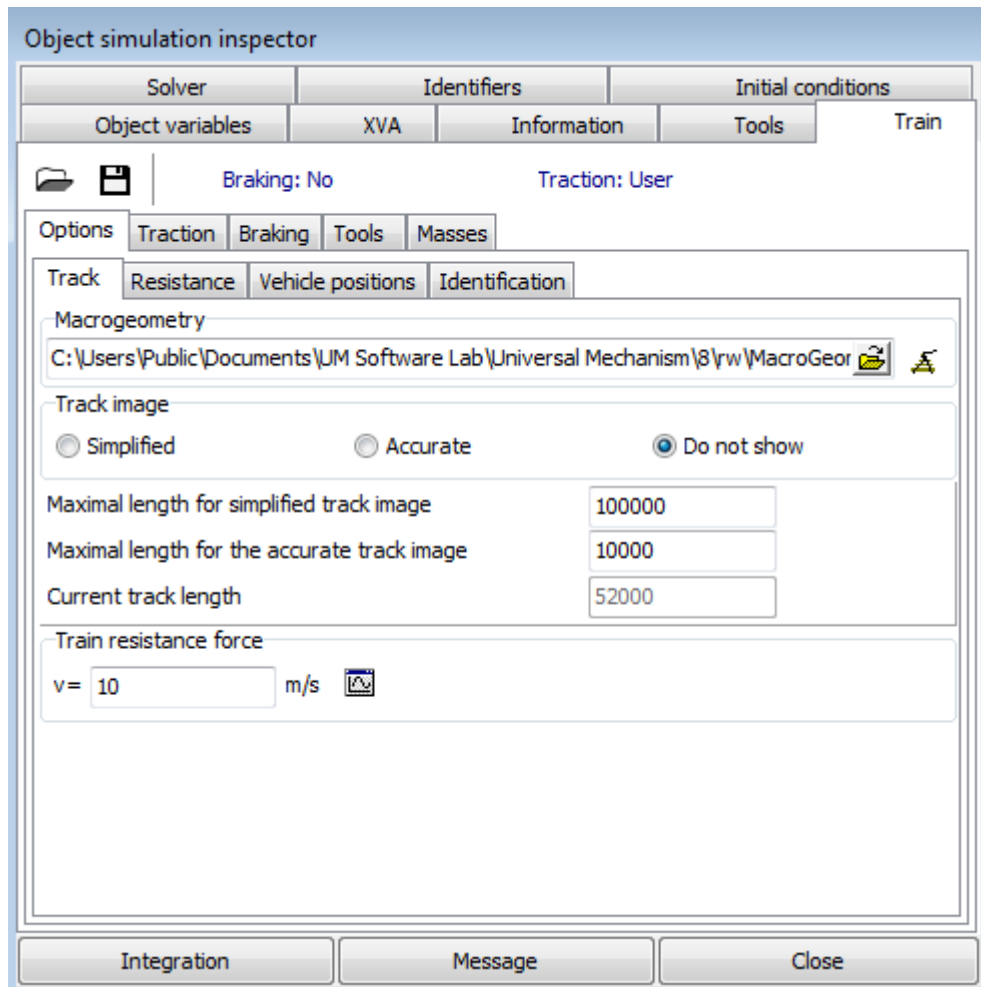 Object simulation inspector
Solver Identifiers Initial conditions
Object variables XVA Information Tools Train
Braking: No Traction: User
Options Traction Braking Tools Masses
Track Resistance Vehicle positions Identification
Macrogeometry
C:\Users\Public\Documents\UM Software Lab\Universal Mechanism\8\rw\MacroGeor
Track image
Simplified Accurate Do not show
Maximal length for simplified track image 100000
Maximal length for the accurate track image 10000
Current track length 52000
Train resistance force
v= 10 m/s
Integration Message Close